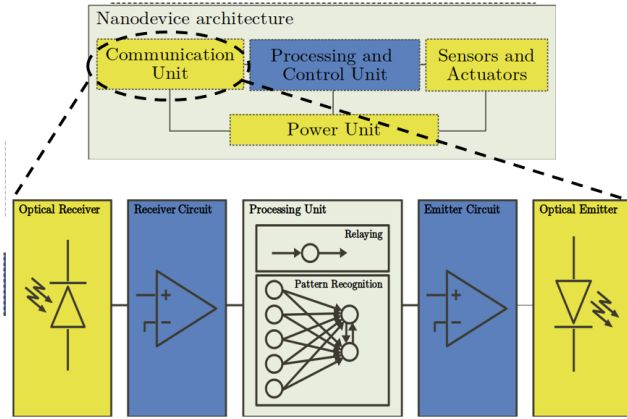 Nanodevice architecture
Communication
Unit
Processing and
Control Unit
Sensors and
Actuators
Power Unit
Optical Receiver
Receiver Circuit
Processing Unit
Emitter Circuit
Optical Emitter
Relaying
Pattern Recognition